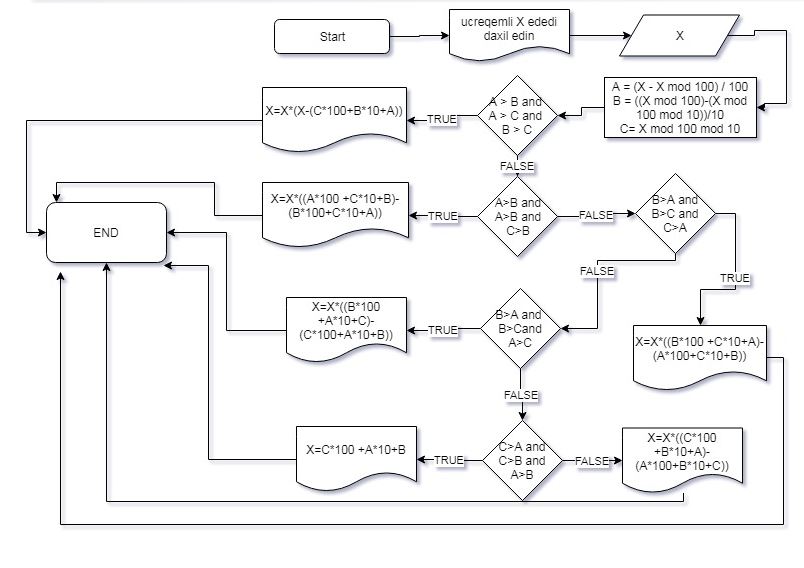 Start
ucreqemli X ededi
daxil edin
X
A = (X - X mod 100) / 100
B = ((X mod 100)-(X mod
100 mod 10))/10
C= X mod 100 mod 10
A > B and
A > C and
B > C
TRUE
X=X*(X-(C*100+B*10+A))
FALSE
A>B and
A>B and
C>B
TRUE
X=X*((A*100 +C*10+B)-
(B*100+C*10+A))
FALSE
B>A and
B>C and
C>A
END
FALSE
TRUE
B>A and
B>Cand
A>C
TRUE
X=X*((B*100
+A*10+C)-
(C*100+A*10+B))
X=X*((B*100 +C*10+A)-
(A*100+C*10+B))
FALSE
C>A and
C>B and
A>B
TRUE
X=C*100 +A*10+B
FALSE
X=X*((C*100
+B*10+A)-
(A*100+B*10+C))